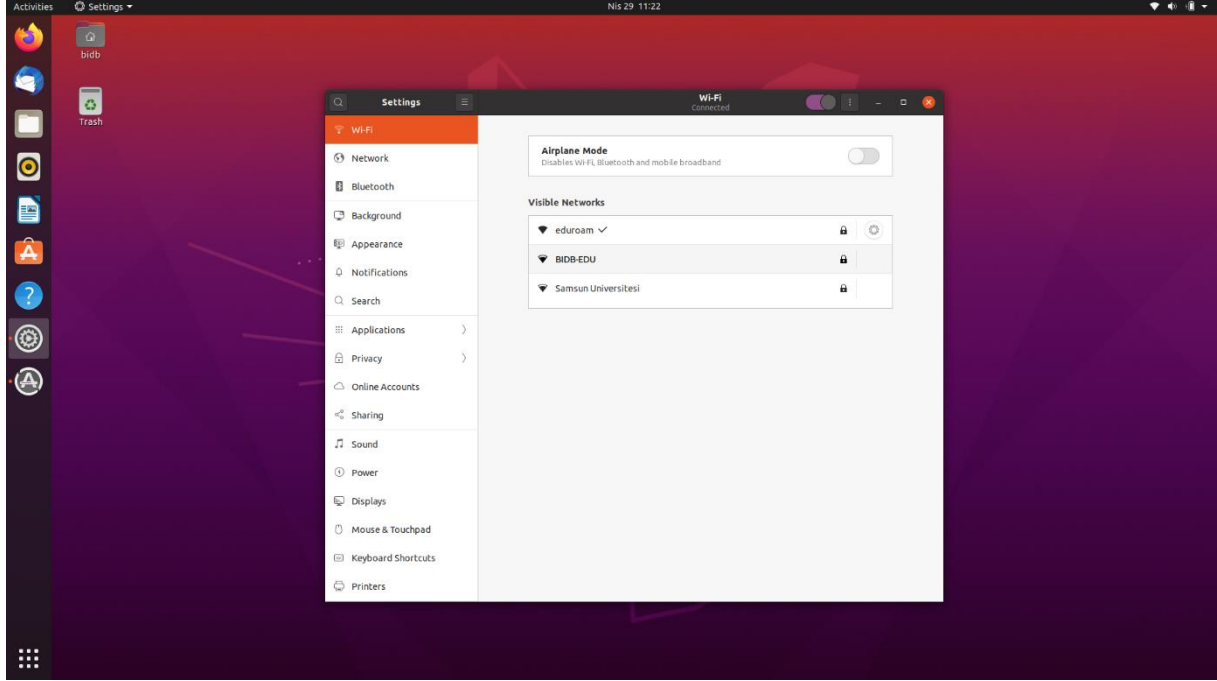 Activities Settings Nis 29 11:22
bidb
Trash
Settings
Wi-Fi
Connected
Wi-Fi
Network
Bluetooth
Background
Appearance
Notifications
Search
Applications
Privacy
Online Accounts
Sharing
Sound
Power
Displays
Mouse & Touchpad
Keyboard Shortcuts
Printers
Airplane Mode
Disables Wi-Fi, Bluetooth and mobile broadband
Visible Networks
eduroam
BIDB-EDU
Samsun Universitesi